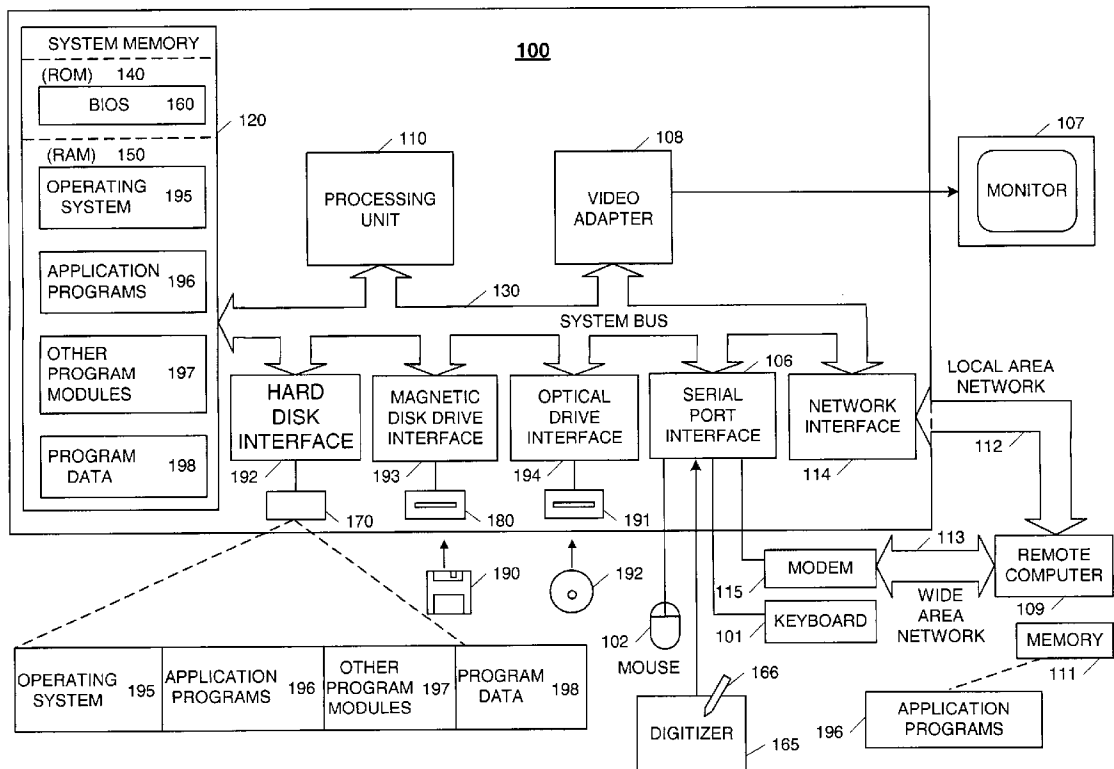 SYSTEM MEMORY
(ROM) 140
BIOS 160
120
(RAM) 150
OPERATING
SYSTEM 195
APPLICATION
PROGRAMS 196
OTHER
PROGRAM
MODULES 197
PROGRAM
DATA 198
100
110
PROCESSING
UNIT
108
VIDEO
ADAPTER
107
MONITOR
130
SYSTEM BUS
HARD
DISK
INTERFACE
192
MAGNETIC
DISK DRIVE
INTERFACE
193
OPTICAL
DRIVE
INTERFACE
194
106
SERIAL
PORT
INTERFACE
NETWORK
INTERFACE
114
LOCAL AREA
NETWORK
112
170
180
191
190
192
113
MODEM
115
WIDE
AREA
NETWORK
REMOTE
COMPUTER
109
KEYBOARD
101
102
MOUSE
MEMORY
111
166
DIGITIZER
165
APPLICATION
PROGRAMS
196
OPERATING
SYSTEM 195
APPLICATION
PROGRAMS 196
OTHER
PROGRAM
MODULES 197
PROGRAM
DATA 198